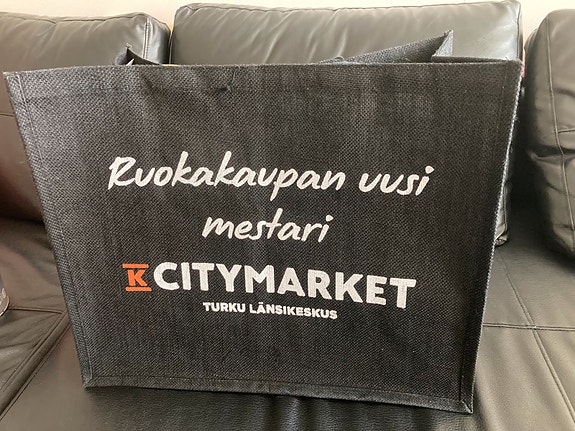 Ruokakaupan uusi
mestari
K CITYMARKET
TURKU LÄNSIKESKUS